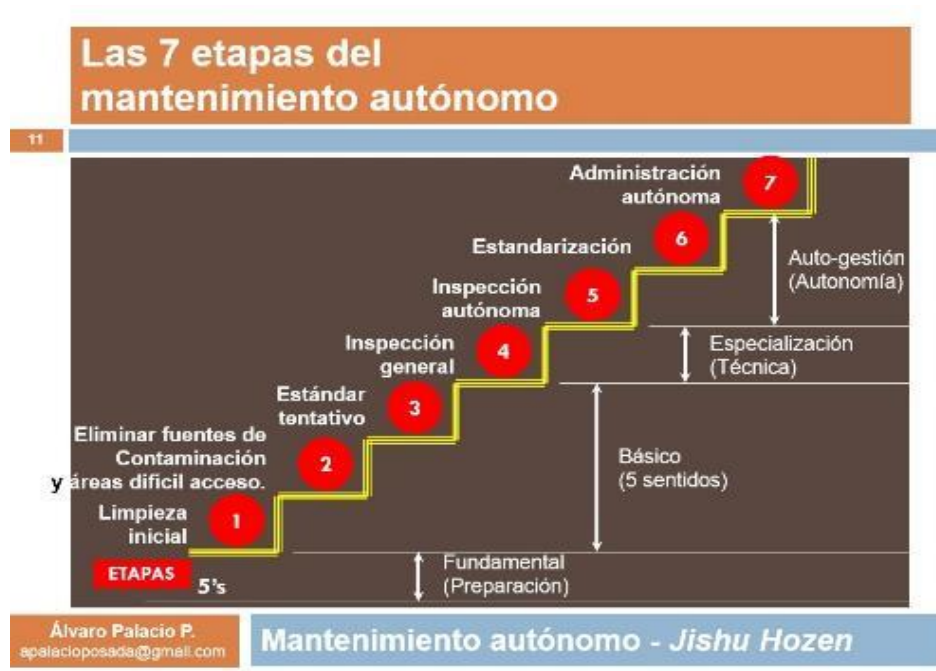 Las 7 etapas del
mantenimiento autónomo
11
Administración
autónoma
7
Estandarización
6
Auto-gestión
(Autonomía)
Inspección
autónoma
5
Inspección
general
4
Especialización
(Técnica)
Estándar
tentativo
3
Eliminar fuentes de
Contaminación
y áreas dificil acceso.
2
Básico
(5 sentidos)
Limpieza
inicial
1
ETAPAS
5's
Fundamental
(Preparación)
Álvaro Palacio P.
apalacioposada@gmail.com
Mantenimiento autónomo - Jishu Hozen